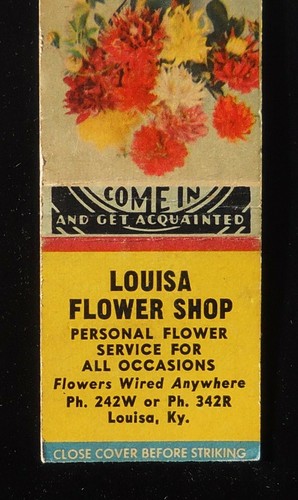 COME IN
AND GET ACQUAINTED
LOUISA
FLOWER SHOP
PERSONAL FLOWER
SERVICE FOR
ALL OCCASIONS
Flowers Wired Anywhere
Ph. 242W or Ph. 342R
Louisa, Ky.
CLOSE COVER BEFORE STRIKING